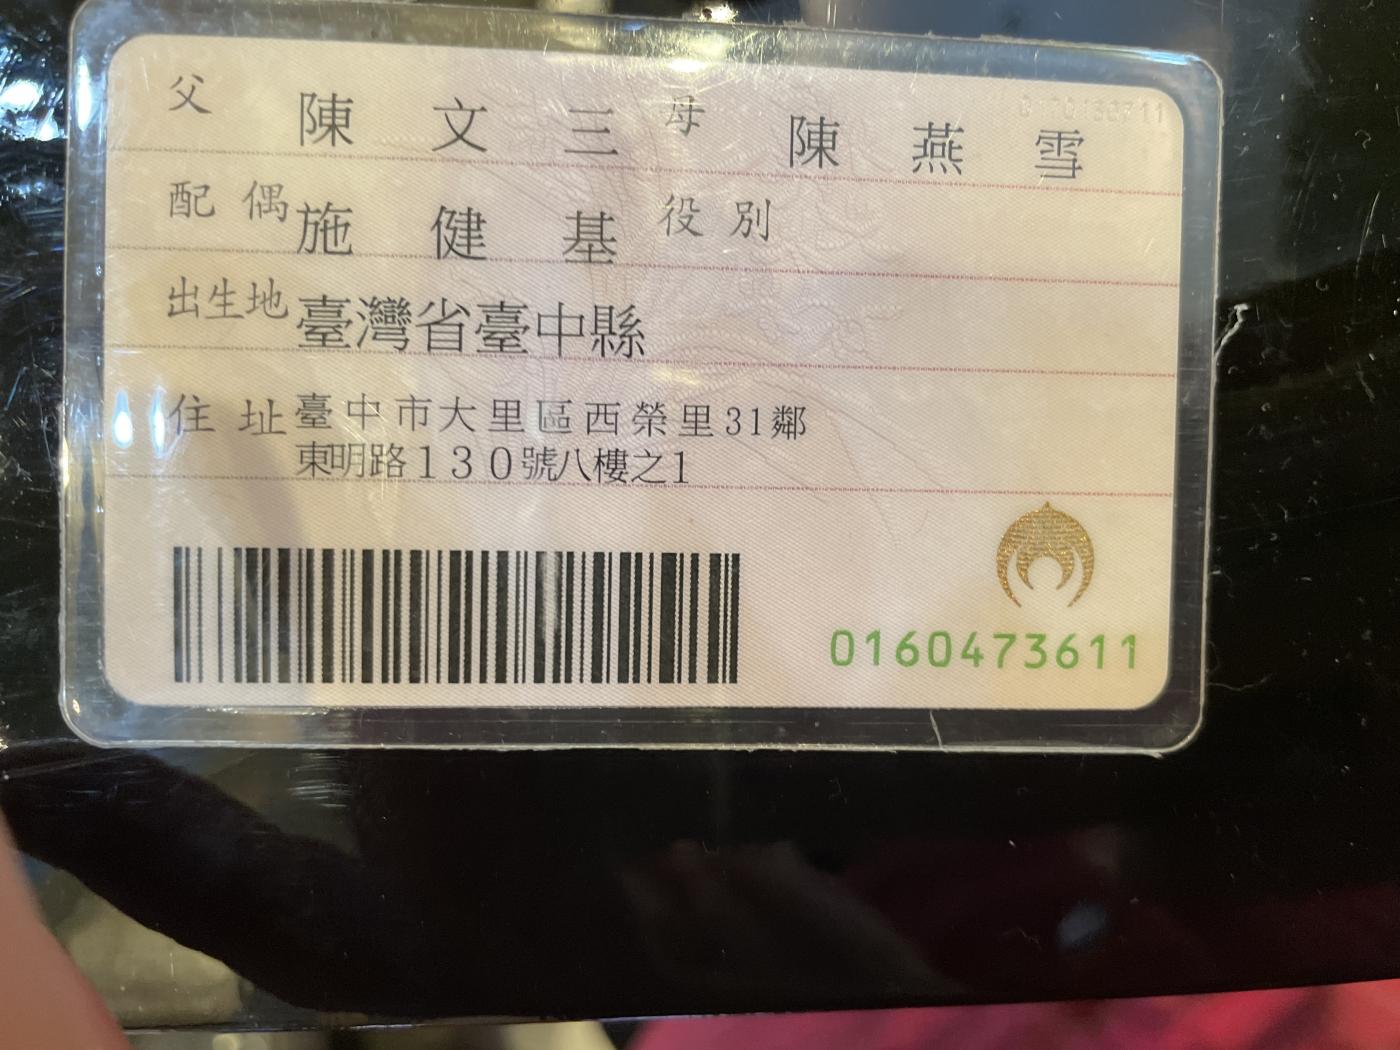 父 陳文三 母 陳燕雪
配偶 施健基 役別
出生地 臺灣省臺中縣
住址 臺中市大里區西榮里31鄰
東明路130號八樓之1
0160473611